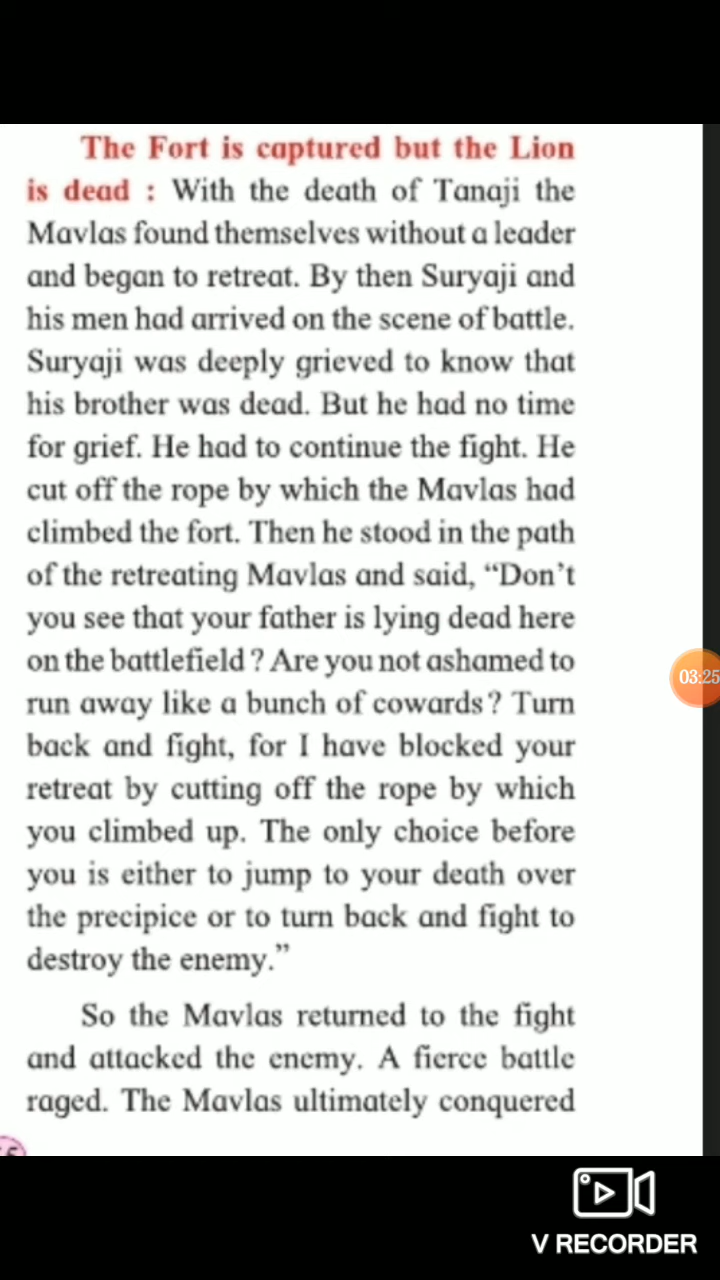 The Fort is captured but the Lion
is dead : With the death of Tanaji the
Mavlas found themselves without a leader
and began to retreat. By then Suryaji and
his men had arrived on the scene of battle.
Suryaji was deeply grieved to know that
his brother was dead. But he had no time
for grief. He had to continue the fight. He
cut off the rope by which the Mavlas had
climbed the fort. Then he stood in the path
of the retreating Mavlas and said, “Don’t
you see that your father is lying dead here
on the battlefield ? Are you not ashamed to
run away like a bunch of cowards ? Turn
back and fight, for I have blocked your
retreat by cutting off the rope by which
you climbed up. The only choice before
you is either to jump to your death over
the precipice or to turn back and fight to
destroy the enemy.”
So the Mavlas returned to the fight
and attacked the enemy. A fierce battle
raged. The Mavlas ultimately conquered
03:25
V RECORDER